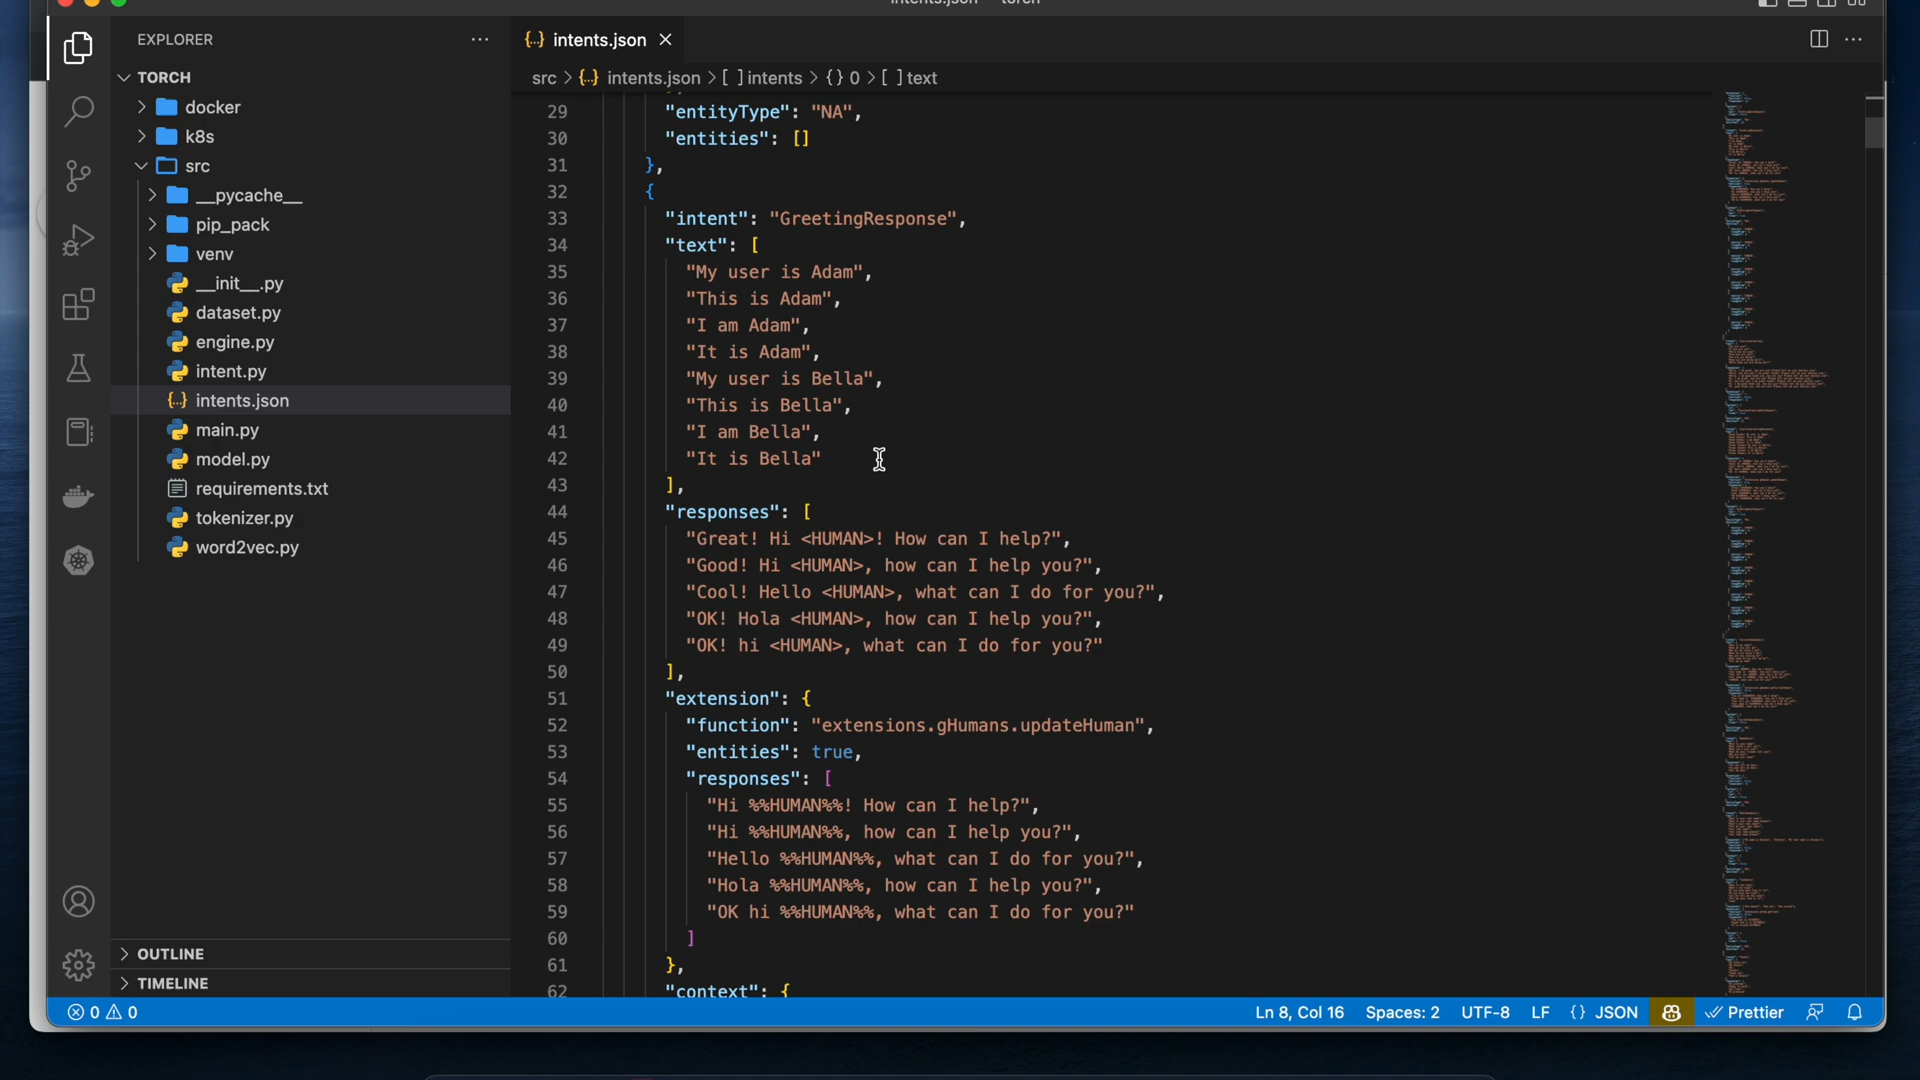 EXPLORER
TORCH
docker
k8s
src
__pycache__
pip_pack
venv
__init__.py
dataset.py
engine.py
intent.py
{..} intents.json
main.py
model.py
requirements.txt
tokenizer.py
word2vec.py
OUTLINE
TIMELINE
{..} intents.json
src > {..} intents.json > [ ] intents > { } 0 > [ ] text
29 "entityType": "NA",
30 "entities": []
31 },
32 {
33 "intent": "GreetingResponse",
34 "text": [
35 "My user is Adam",
36 "This is Adam",
37 "I am Adam",
38 "It is Adam",
39 "My user is Bella",
40 "This is Bella",
41 "I am Bella",
42 "It is Bella"
43 ],
44 "responses": [
45 "Great! Hi <HUMAN>! How can I help?",
46 "Good! Hi <HUMAN>, how can I help you?",
47 "Cool! Hello <HUMAN>, what can I do for you?",
48 "OK! Hola <HUMAN>, how can I help you?",
49 "OK! hi <HUMAN>, what can I do for you?"
50 ],
51 "extension": {
52 "function": "extensions.gHumans.updateHuman",
53 "entities": true,
54 "responses": [
55 "Hi %%HUMAN%%! How can I help?",
56 "Hi %%HUMAN%%, how can I help you?",
57 "Hello %%HUMAN%%, what can I do for you?",
58 "Hola %%HUMAN%%, how can I help you?",
59 "OK hi %%HUMAN%%, what can I do for you?"
60 ]
61 },
62 "context": {
0 0 Ln 8, Col 16 Spaces: 2 UTF-8 LF { } JSON Prettier